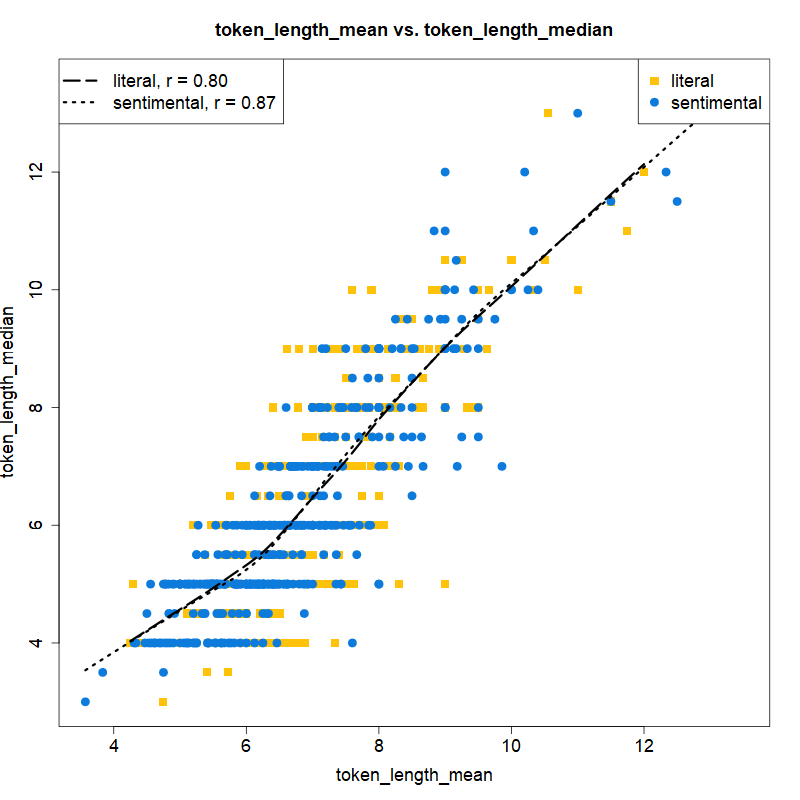 token_length_mean vs. token_length_median
literal, r = 0.80
sentimental, r = 0.87
literal
sentimental
token_length_median
12
10
8
6
4
4 6 8 10 12
token_length_mean